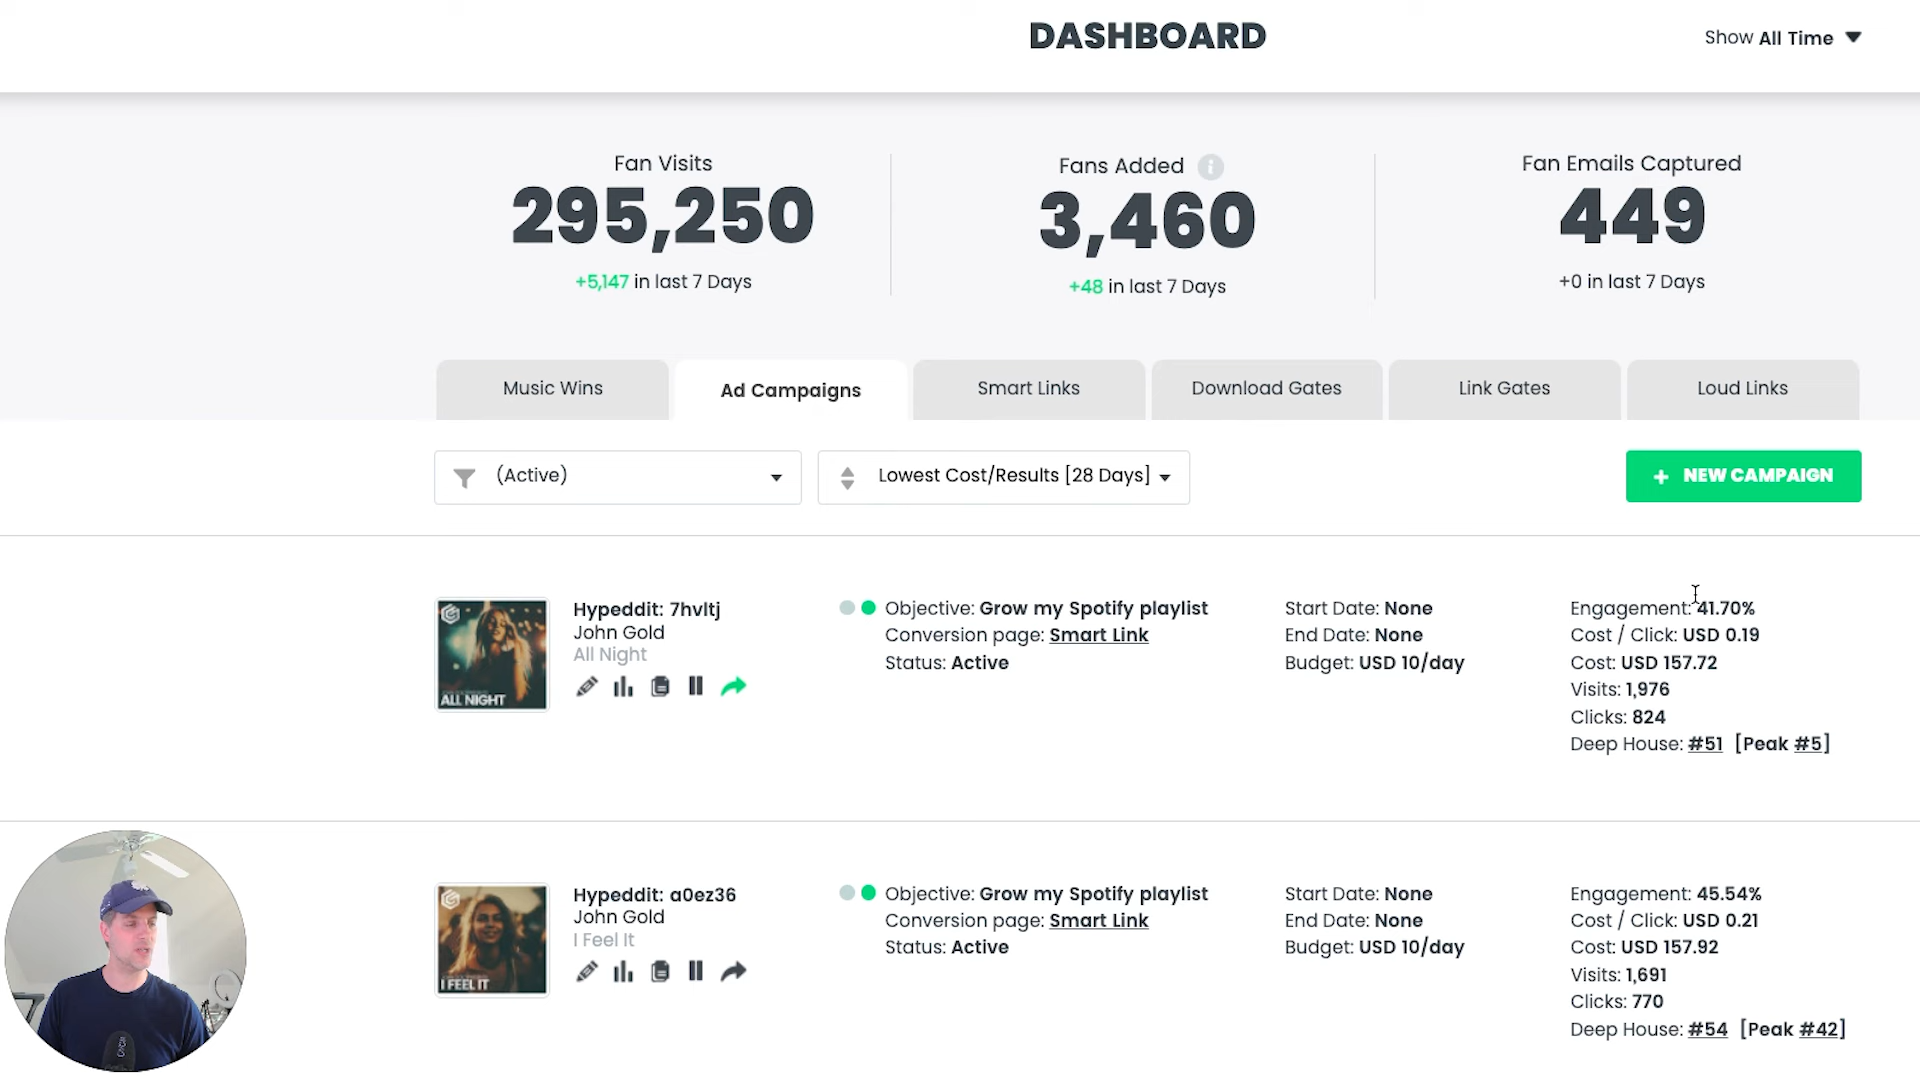 DASHBOARD
Show All Time
Fan Visits
295,250
+5,147 in last 7 Days
Fans Added
3,460
+48 in last 7 Days
Fan Emails Captured
449
+0 in last 7 Days
Music Wins
Ad Campaigns
Smart Links
Download Gates
Link Gates
Loud Links
(Active)
Lowest Cost/Results [28 Days]
+ NEW CAMPAIGN
ALL NIGHT
Hypeddit: 7hvltj
John Gold
All Night
Objective: Grow my Spotify playlist
Conversion page: Smart Link
Status: Active
Start Date: None
End Date: None
Budget: USD 10/day
Engagement: 41.70%
Cost / Click: USD 0.19
Cost: USD 157.72
Visits: 1,976
Clicks: 824
Deep House: #51 [Peak #5]
I FEEL IT
Hypeddit: a0ez36
John Gold
I Feel It
Objective: Grow my Spotify playlist
Conversion page: Smart Link
Status: Active
Start Date: None
End Date: None
Budget: USD 10/day
Engagement: 45.54%
Cost / Click: USD 0.21
Cost: USD 157.92
Visits: 1,691
Clicks: 770
Deep House: #54 [Peak #42]